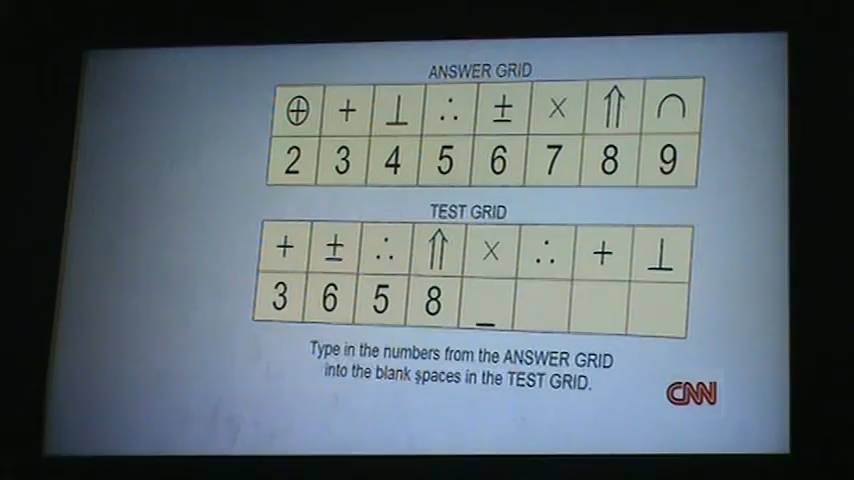 ANSWER GRID
⊕ + ⊥ ∴ ± × ⇑ ∩
2 3 4 5 6 7 8 9
TEST GRID
+ ± ∴ ⇑ × ∴ + ⊥
3 6 5 8 _
Type in the numbers from the ANSWER GRID
into the blank spaces in the TEST GRID.
CNN